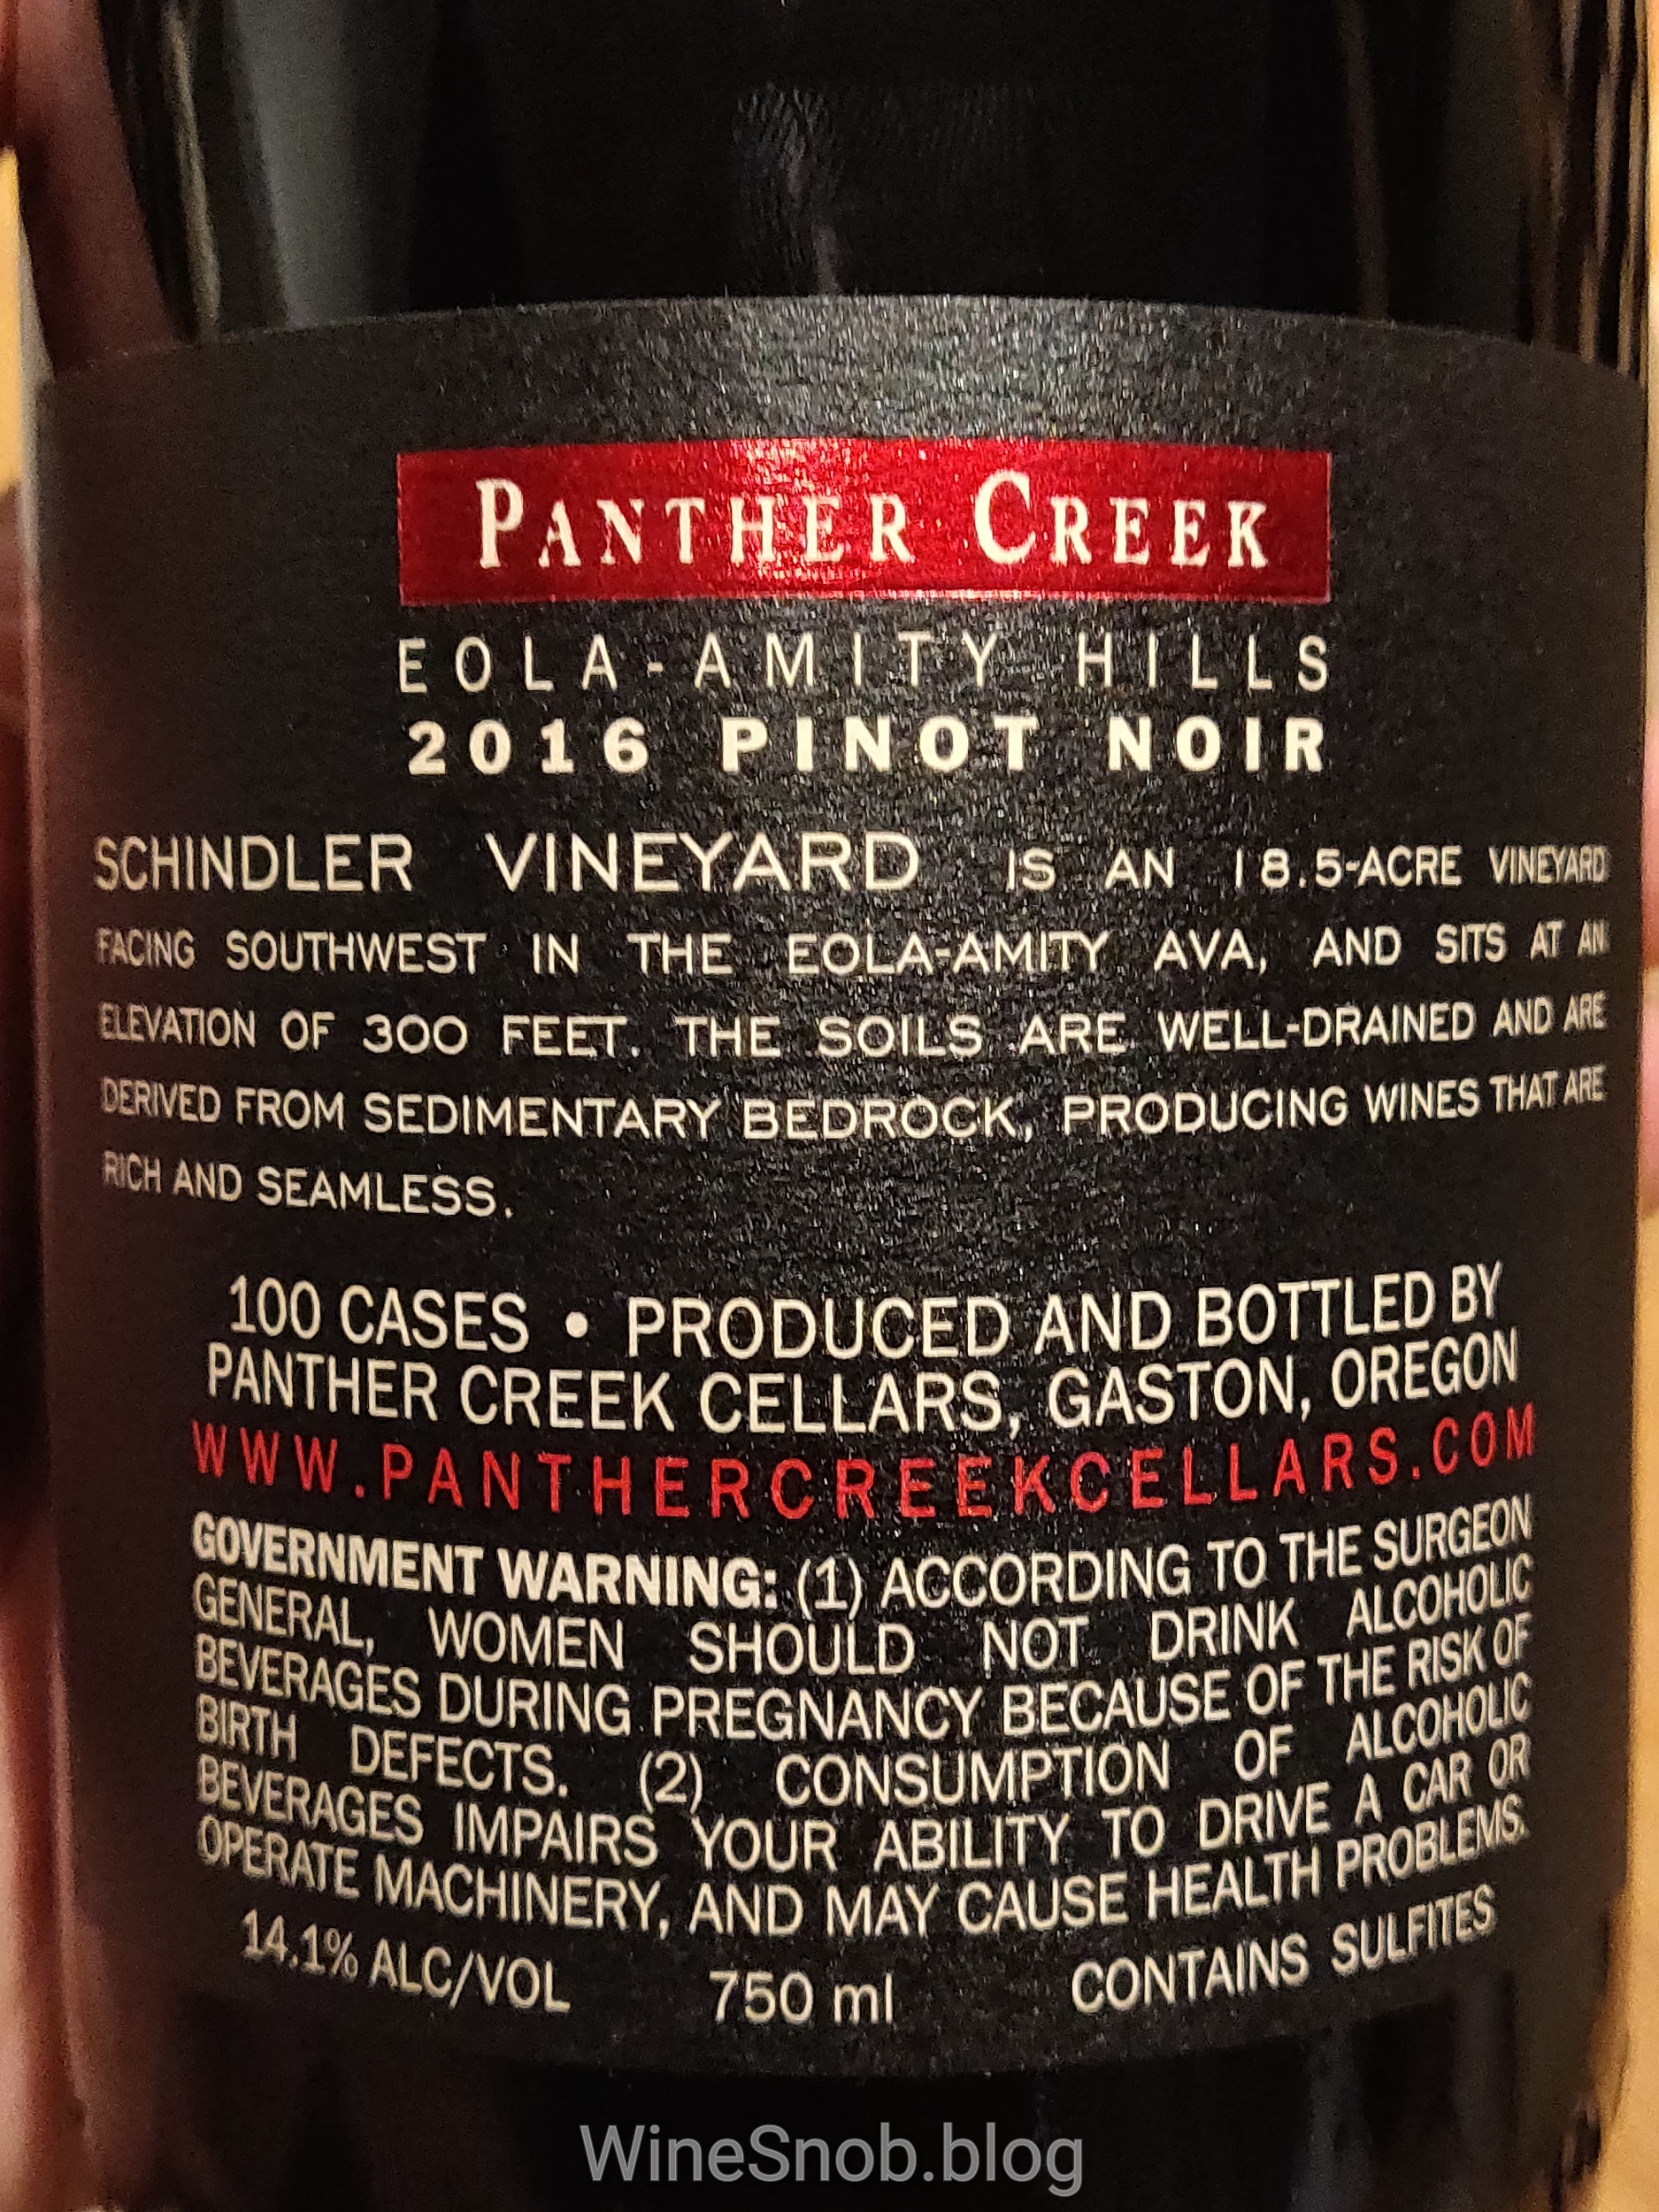 PANTHER CREEK
EOLA-AMITY HILLS
2016 PINOT NOIR
SCHINDLER VINEYARD IS AN 18.5-ACRE VINEYARD
FACING SOUTHWEST IN THE EOLA-AMITY AVA, AND SITS AT AN
ELEVATION OF 300 FEET. THE SOILS ARE WELL-DRAINED AND ARE
DERIVED FROM SEDIMENTARY BEDROCK, PRODUCING WINES THAT ARE
RICH AND SEAMLESS.
100 CASES • PRODUCED AND BOTTLED BY
PANTHER CREEK CELLARS, GASTON, OREGON
WWW.PANTHERCREEKCELLARS.COM
GOVERNMENT WARNING: (1) ACCORDING TO THE SURGEON
GENERAL, WOMEN SHOULD NOT DRINK ALCOHOLIC
BEVERAGES DURING PREGNANCY BECAUSE OF THE RISK OF
BIRTH DEFECTS. (2) CONSUMPTION OF ALCOHOLIC
BEVERAGES IMPAIRS YOUR ABILITY TO DRIVE A CAR OR
OPERATE MACHINERY, AND MAY CAUSE HEALTH PROBLEMS.
14.1% ALC/VOL 750 ml CONTAINS SULFITES
WineSnob.blog